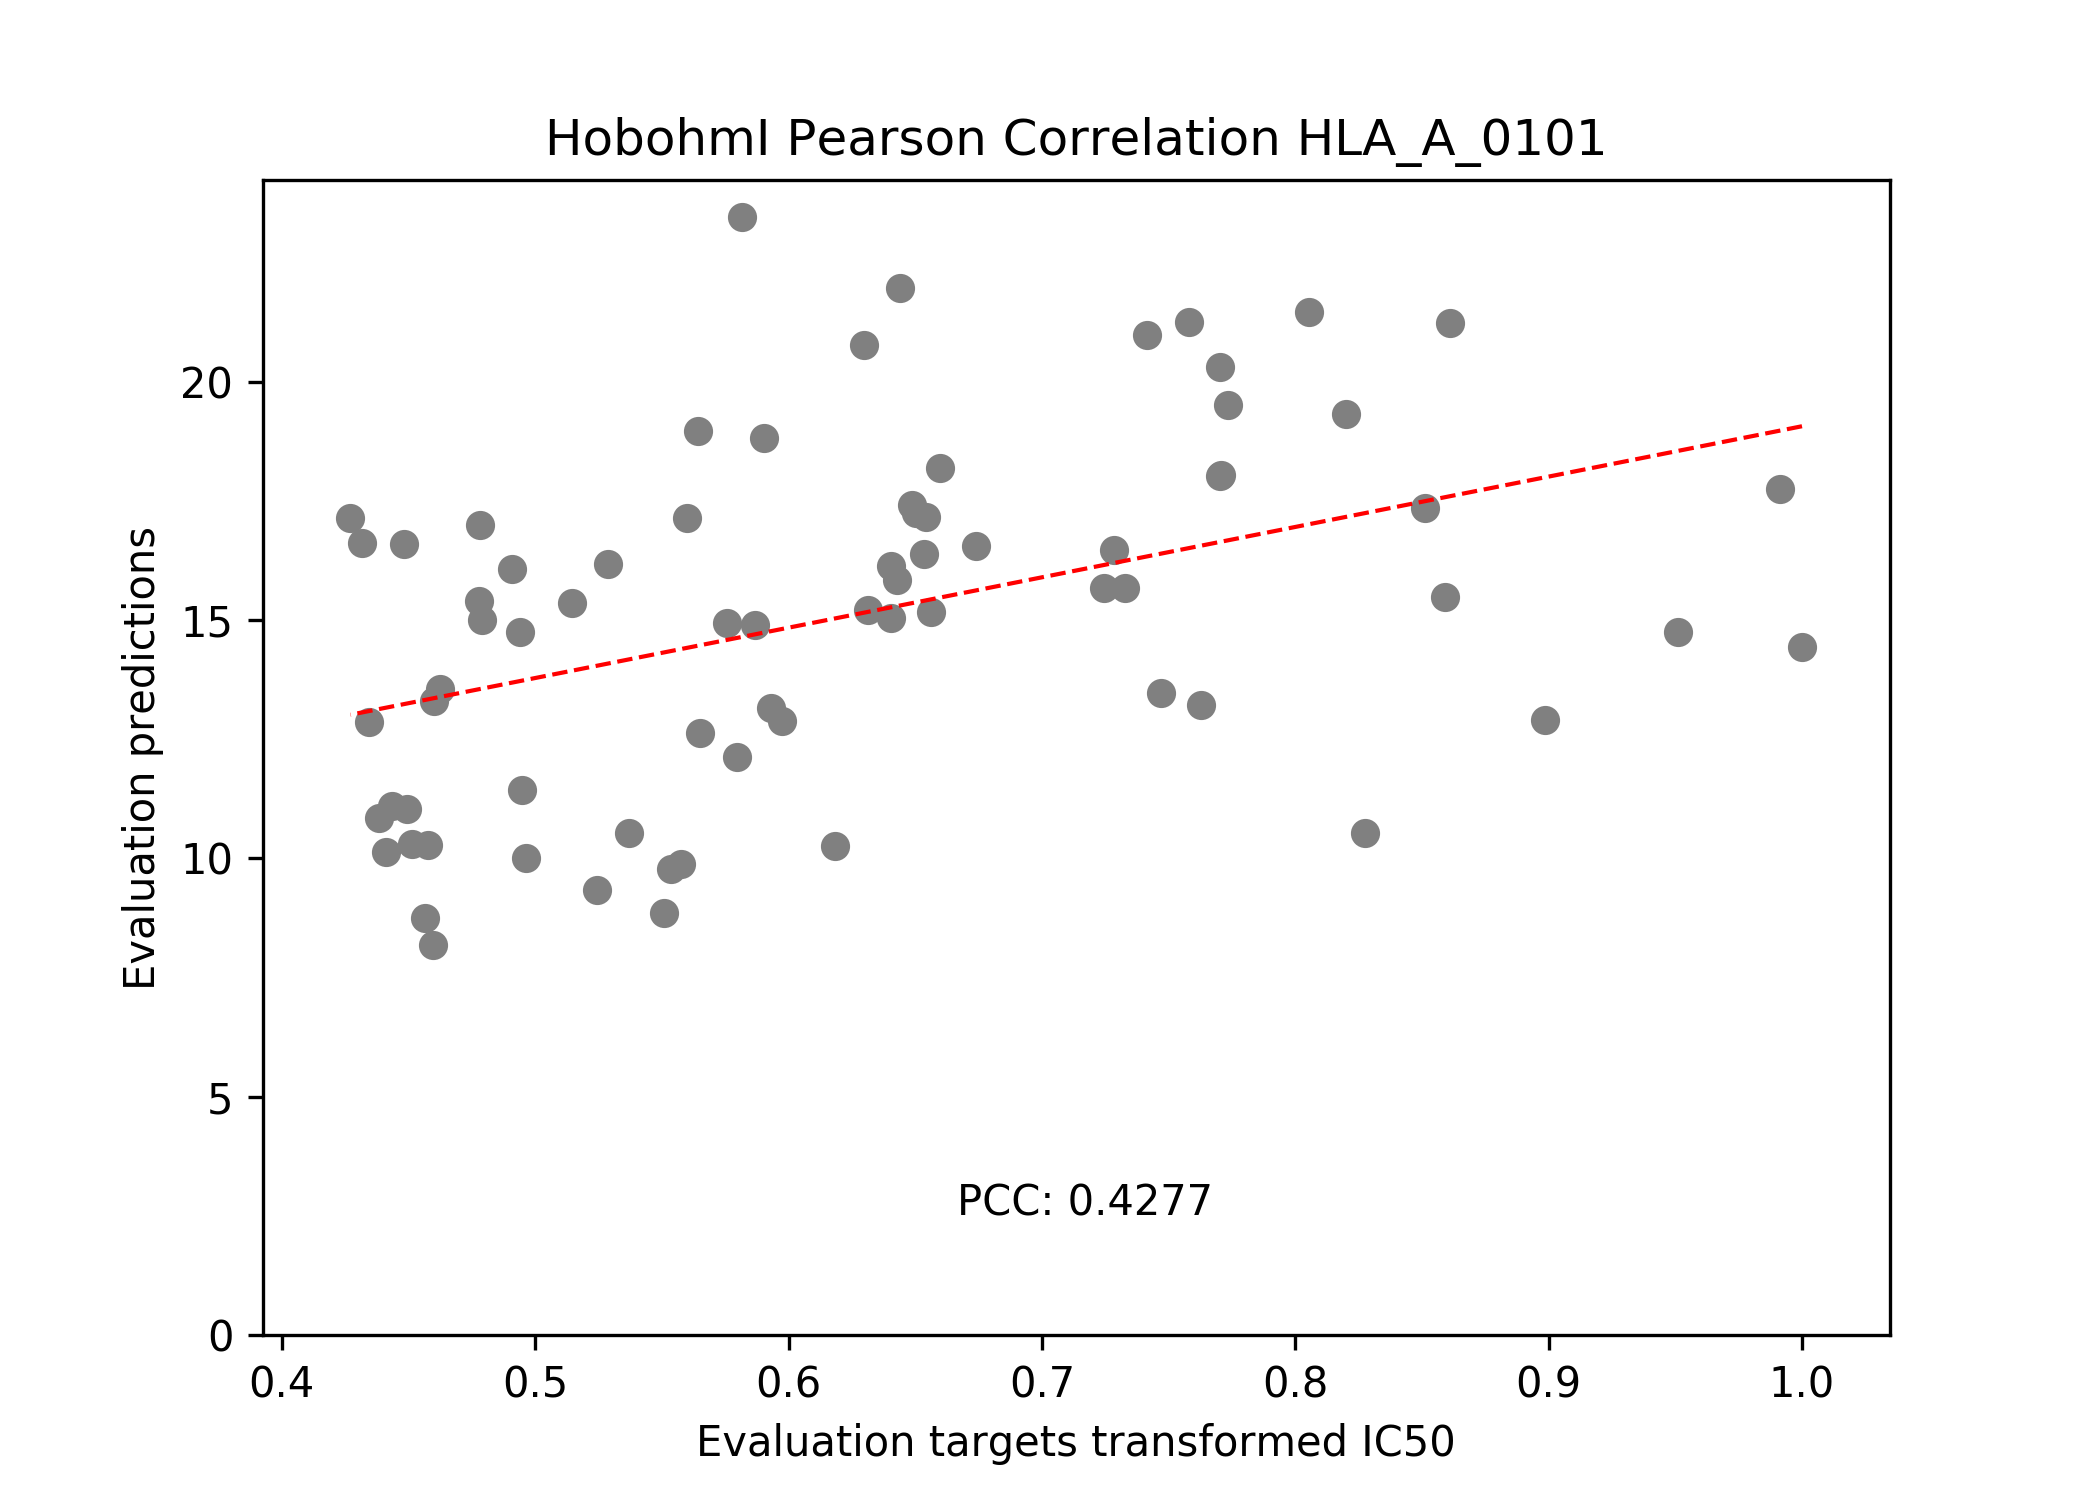 HobohmI Pearson Correlation HLA_A_0101
Evaluation predictions
20
15
10
5
0
PCC: 0.4277
0.4 0.5 0.6 0.7 0.8 0.9 1.0
Evaluation targets transformed IC50